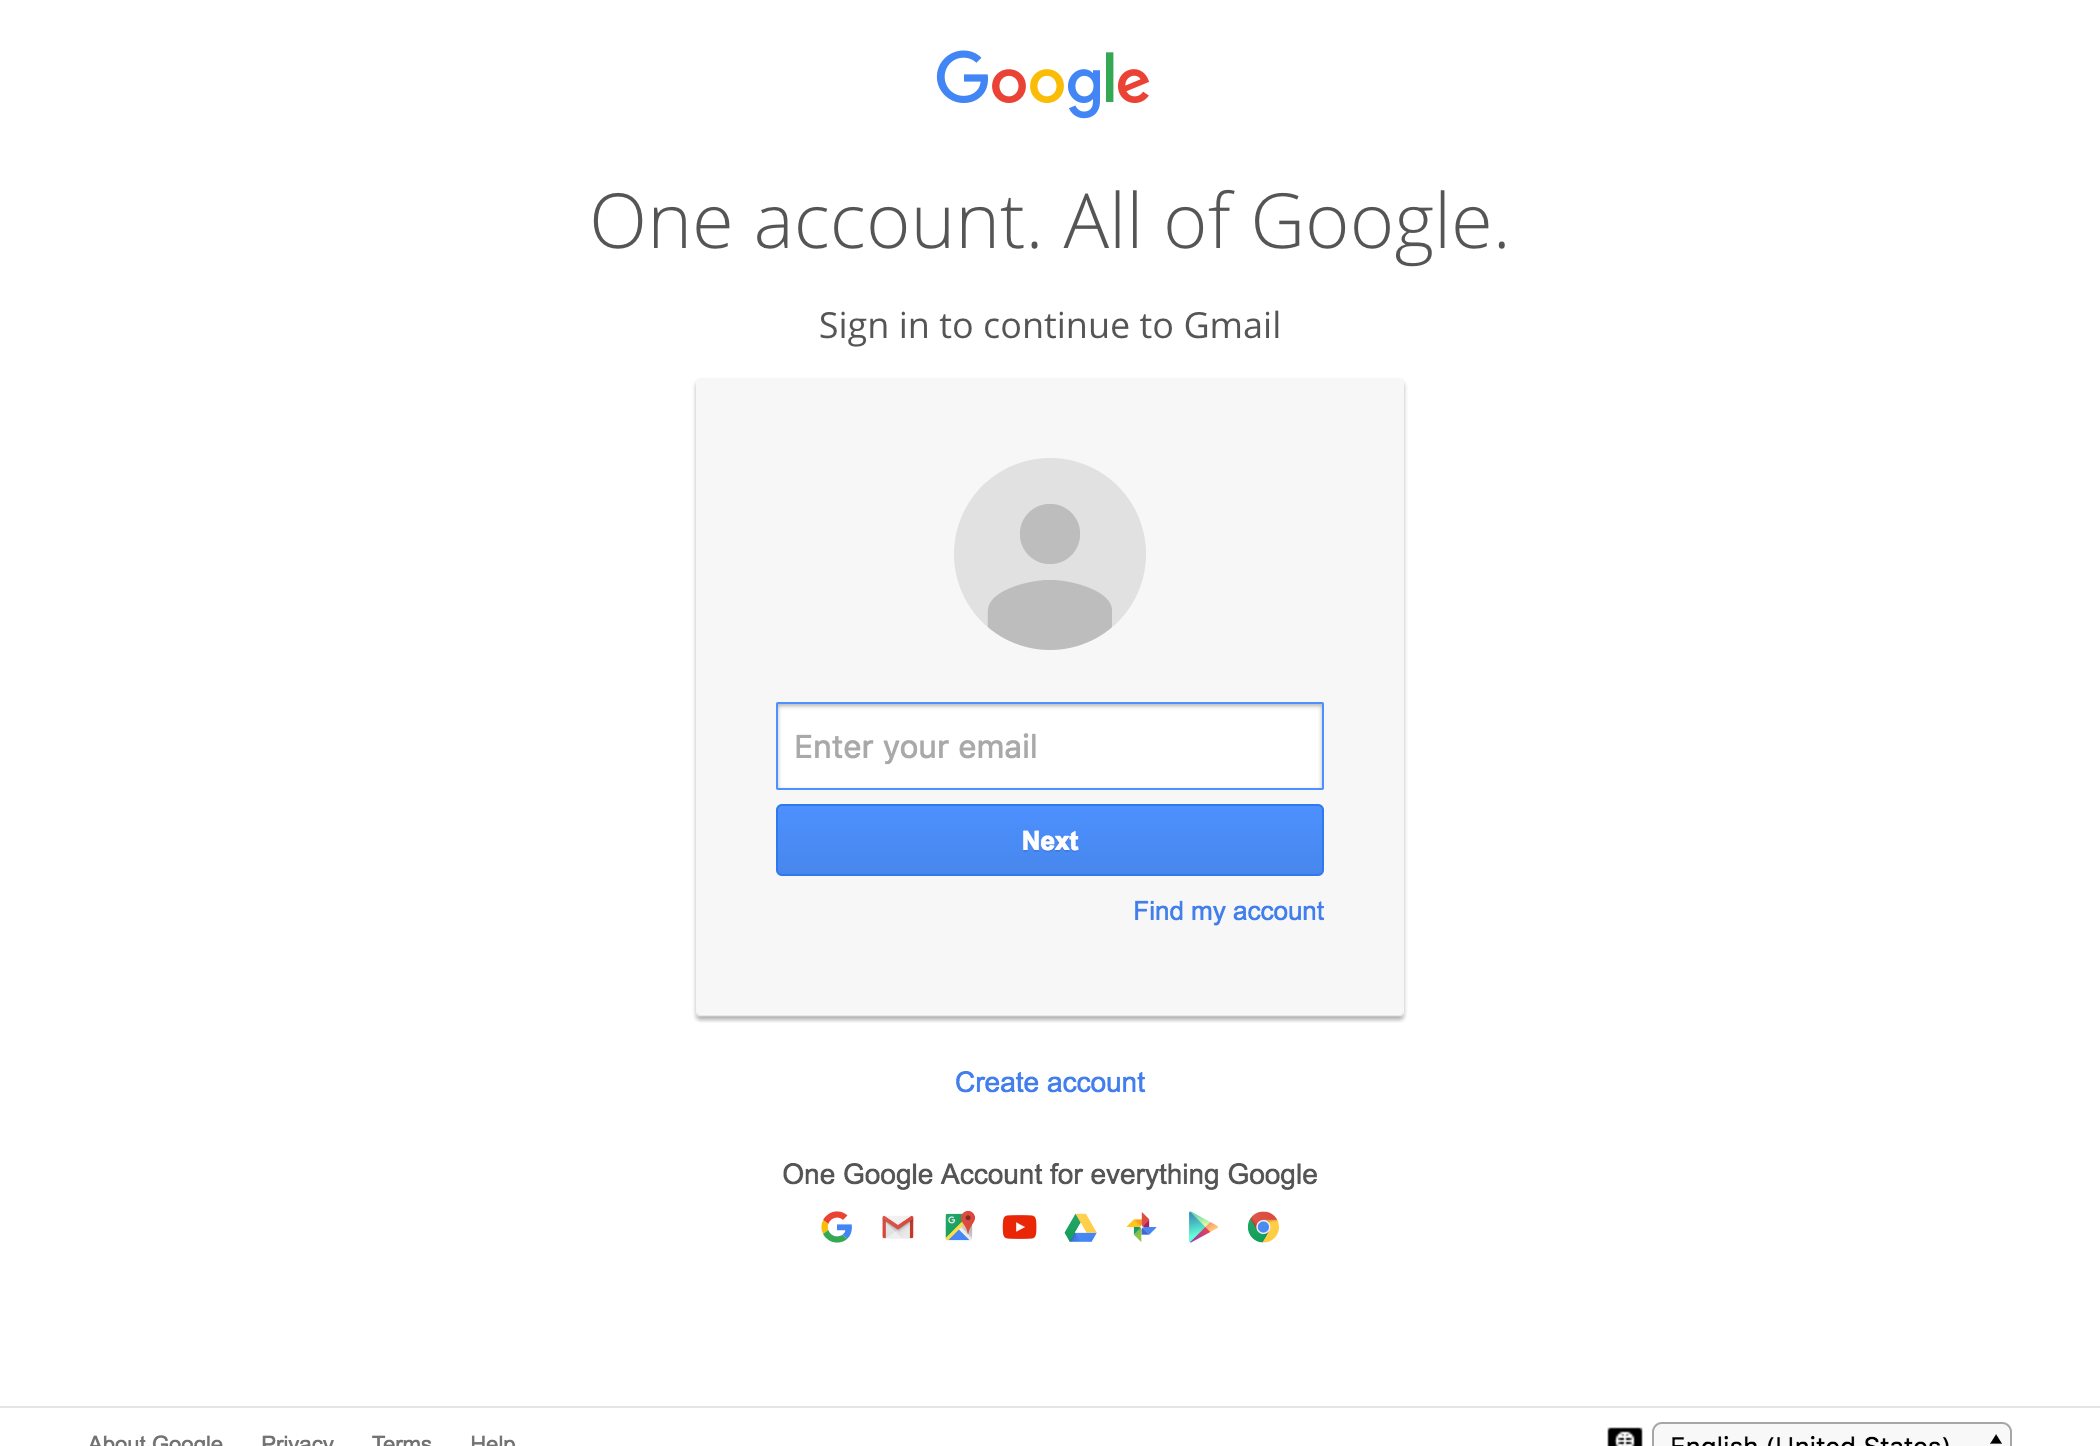 Google
One account. All of Google.
Sign in to continue to Gmail
Enter your email
Next
Find my account
Create account
One Google Account for everything Google
About Google Privacy Terms Help English (United States)